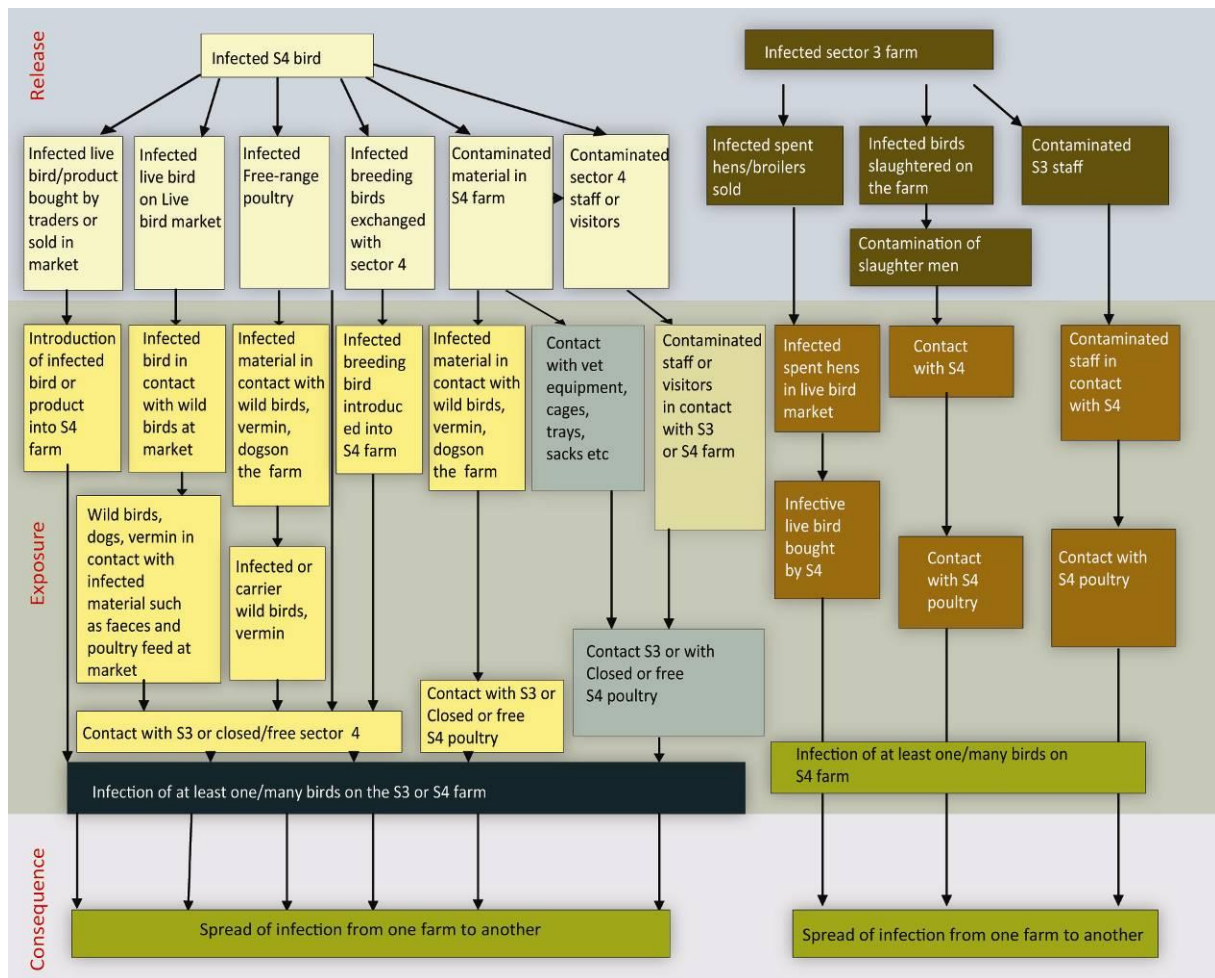 Release
Infected S4 bird
Infected sector 3 farm
Infected live
bird/product
bought by
traders or
sold in
market
Infected
live bird
on Live
bird market
Infected
Free-range
poultry
Infected
breeding
birds
exchanged
with
sector 4
Contaminated
material in
S4 farm
Contaminated
sector 4
staff or
visitors
Infected spent
hens/broilers
sold
Infected birds
slaughtered on
the farm
Contaminated
S3 staff
Contamination of
slaughter men
Exposure
Introduction
of infected
bird or
product
into S4
farm
Infected
bird in
contact
with wild
birds at
market
Infected
material in
contact with
wild birds,
vermin,
dogson
the farm
Infected
breeding
bird
introduc
ed into
S4 farm
Infected
material in
contact with
wild birds,
vermin,
dogson
the farm
Contact
with vet
equipment,
cages,
trays,
sacks etc
Contaminated
staff or
visitors
in contact
with S3
or S4 farm
Infected
spent hens
in live bird
market
Contact
with S4
Contaminated
staff in
contact
with S4
Wild birds,
dogs, vermin in
contact with
infected
material such
as faeces and
poultry feed at
market
Infected or
carrier
wild birds,
vermin
Infective
live bird
bought
by S4
Contact
with S4
poultry
Contact with
S4 poultry
Contact S3 or with
Closed or free
S4 poultry
Contact with S3 or
Closed or free
S4 poultry
Contact with S3 or closed/free sector 4
Infection of at least one/many birds on the S3 or S4 farm
Infection of at least one/many birds on
S4 farm
Consequence
Spread of infection from one farm to another
Spread of infection from one farm to another